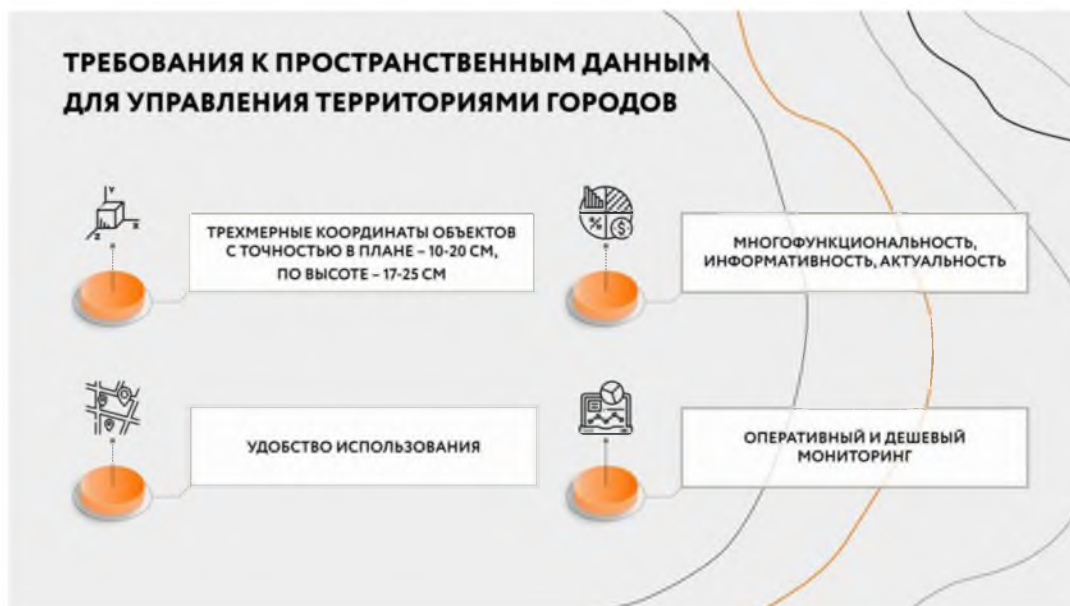 ТРЕБОВАНИЯ К ПРОСТРАНСТВЕННЫМ ДАННЫМ
ДЛЯ УПРАВЛЕНИЯ ТЕРРИТОРИЯМИ ГОРОДОВ
Y
Z
X
ТРЕХМЕРНЫЕ КООРДИНАТЫ ОБЪЕКТОВ
С ТОЧНОСТЬЮ В ПЛАНЕ – 10-20 СМ,
ПО ВЫСОТЕ – 17-25 СМ
% $
МНОГОФУНКЦИОНАЛЬНОСТЬ,
ИНФОРМАТИВНОСТЬ, АКТУАЛЬНОСТЬ
УДОБСТВО ИСПОЛЬЗОВАНИЯ
ОПЕРАТИВНЫЙ И ДЕШЕВЫЙ
МОНИТОРИНГ